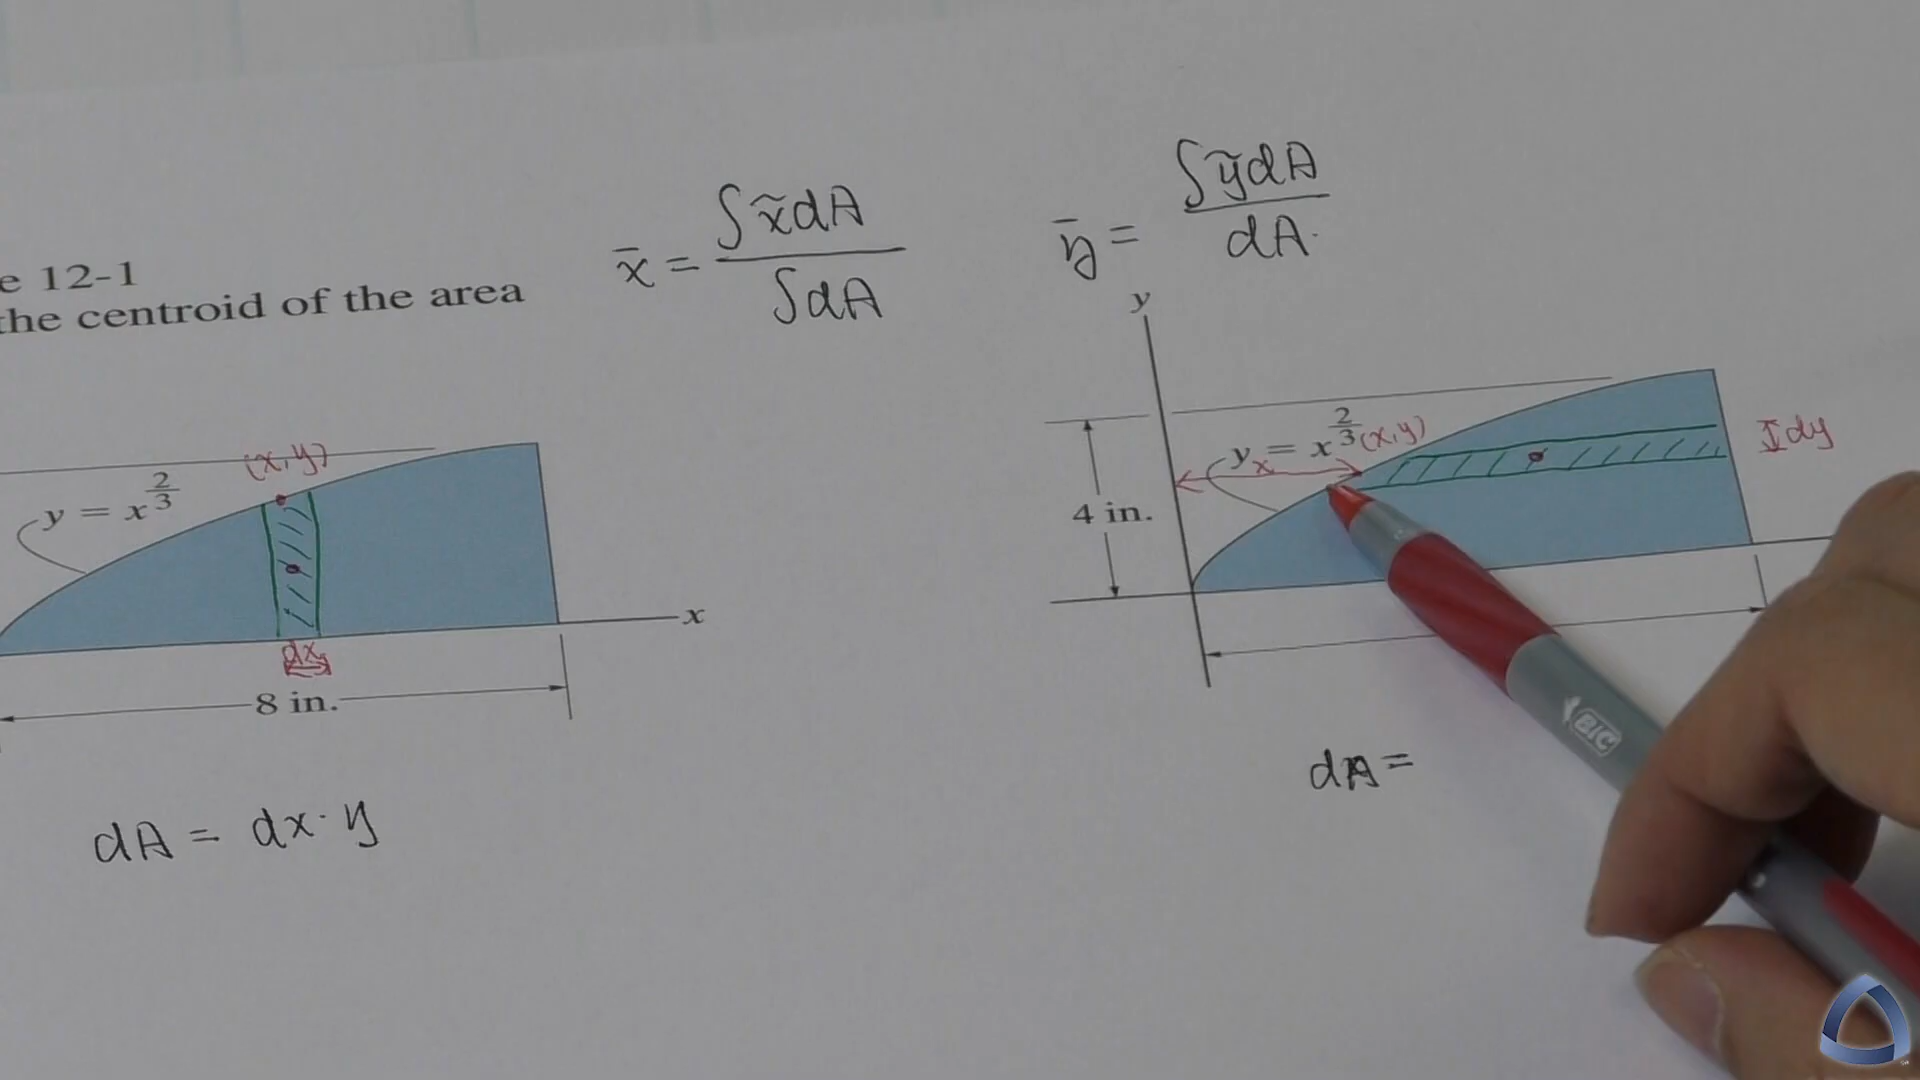 e 12-1
the centroid of the area
x̄ = ∫x̃dA / ∫dA
ȳ = ∫ỹdA / dA.
y = x^(2/3)
(x,y)
dx
8 in.
x
dA = dx · y
y
y = x^(2/3)
(x,y)
x
dy
4 in.
dA =
BIC